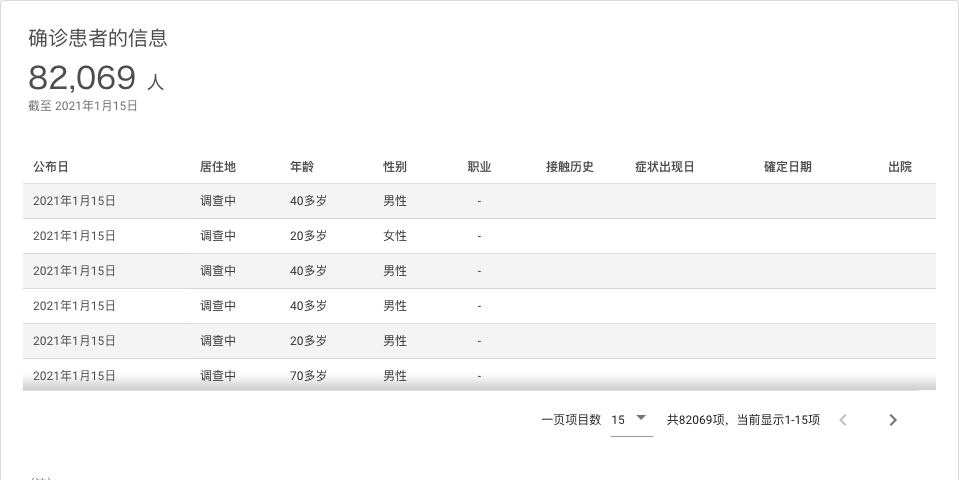 确诊患者的信息
82,069 人
截至 2021年1月15日
公布日 居住地 年龄 性别 职业 接触历史 症状出现日 確定日期 出院
2021年1月15日 调查中 40多岁 男性 -
2021年1月15日 调查中 20多岁 女性 -
2021年1月15日 调查中 40多岁 男性 -
2021年1月15日 调查中 40多岁 男性 -
2021年1月15日 调查中 20多岁 男性 -
2021年1月15日 调查中 70多岁 男性 -
一页项目数 15 共82069项，当前显示1-15项